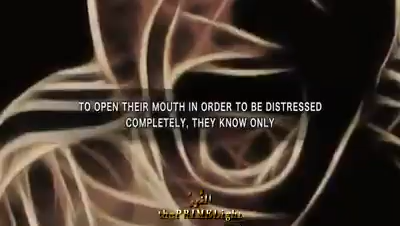 TO OPEN THEIR MOUTH IN ORDER TO BE DISTRESSED
COMPLETELY, THEY KNOW ONLY
thePRIMELight